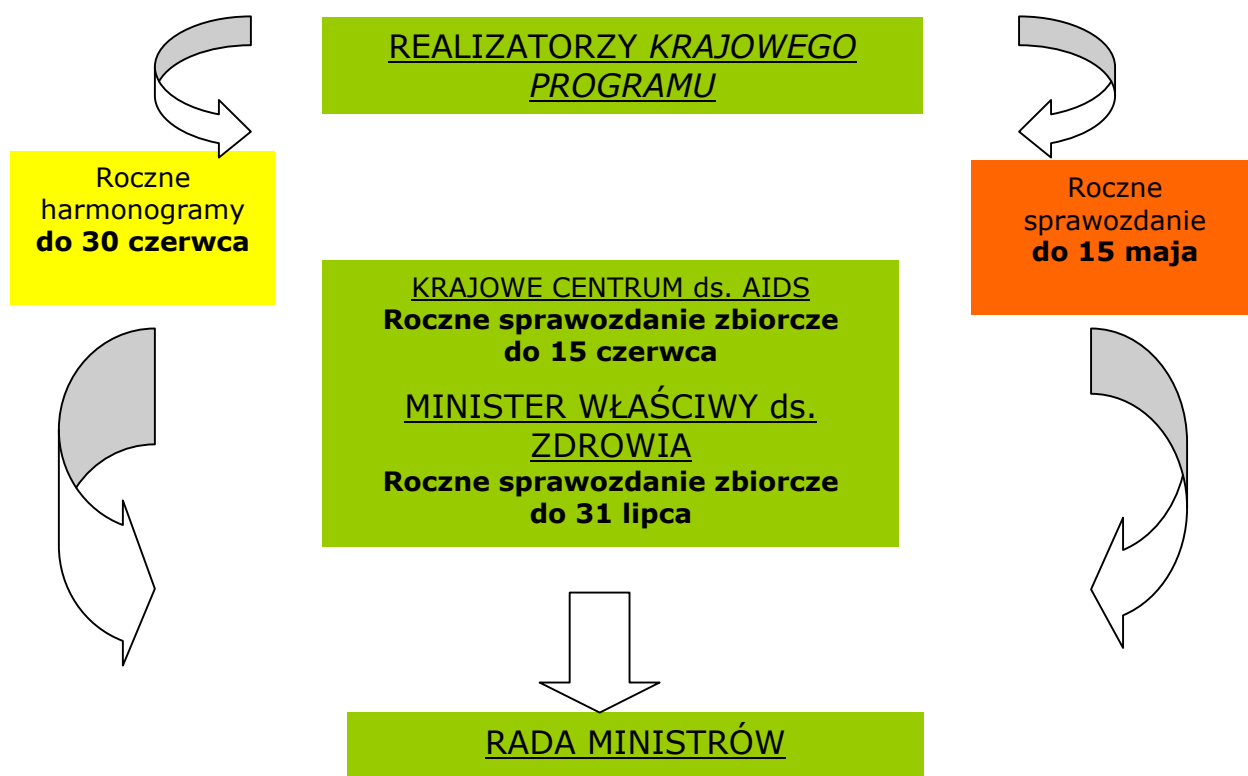 REALIZATORZY KRAJOWEGO
PROGRAMU
Roczne
harmonogramy
do 30 czerwca
Roczne
sprawozdanie
do 15 maja
KRAJOWE CENTRUM ds. AIDS
Roczne sprawozdanie zbiorcze
do 15 czerwca
MINISTER WŁAŚCIWY ds.
ZDROWIA
Roczne sprawozdanie zbiorcze
do 31 lipca
RADA MINISTRÓW